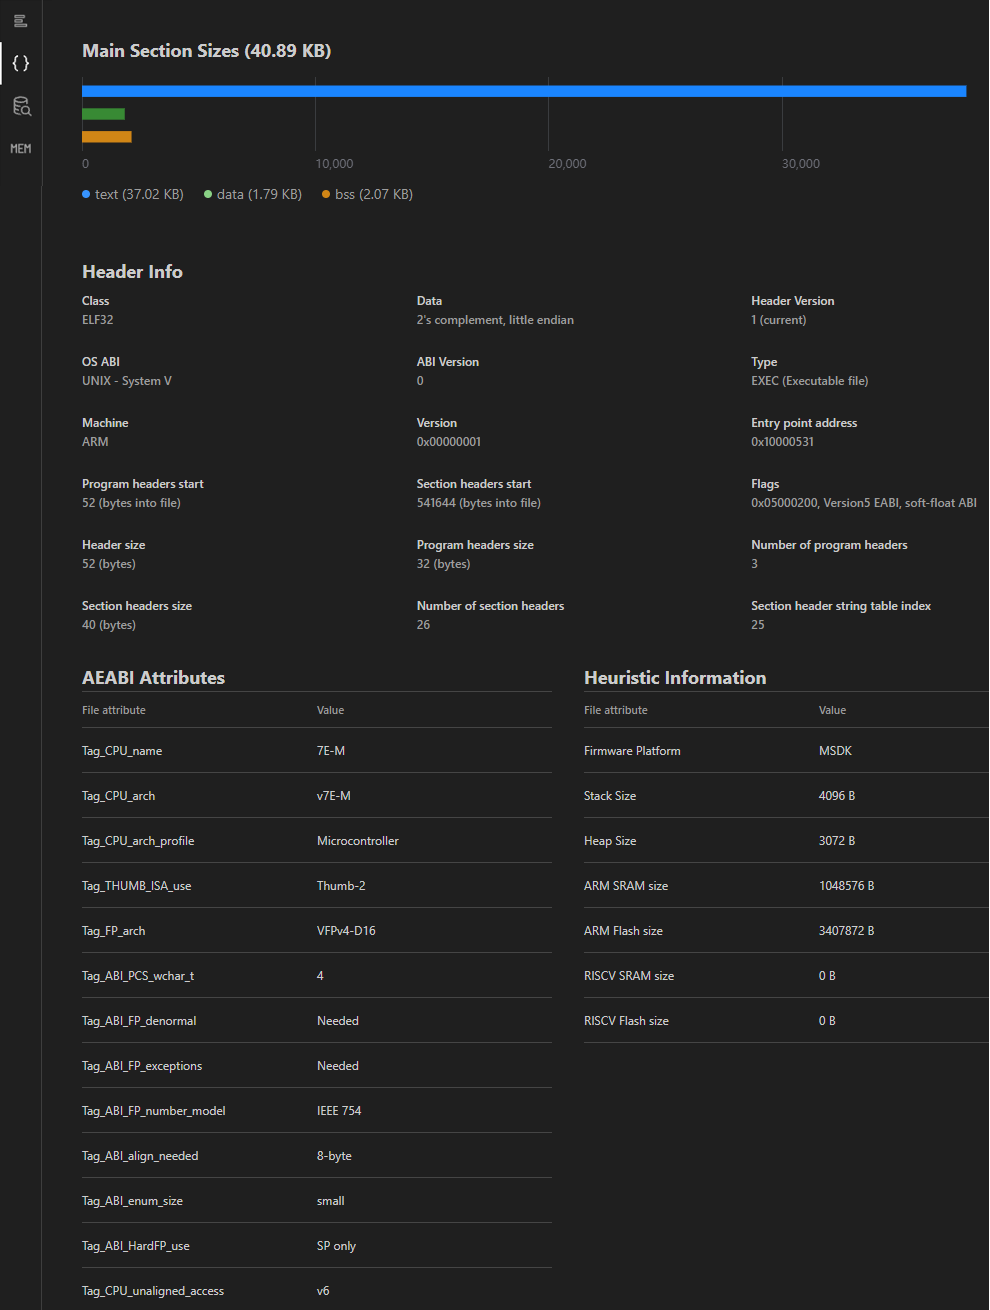 MEM
Main Section Sizes (40.89 KB)
0 10,000 20,000 30,000
text (37.02 KB) data (1.79 KB) bss (2.07 KB)
Header Info
Class Data Header Version
ELF32 2's complement, little endian 1 (current)
OS ABI ABI Version Type
UNIX - System V 0 EXEC (Executable file)
Machine Version Entry point address
ARM 0x00000001 0x10000531
Program headers start Section headers start Flags
52 (bytes into file) 541644 (bytes into file) 0x05000200, Version5 EABI, soft-float ABI
Header size Program headers size Number of program headers
52 (bytes) 32 (bytes) 3
Section headers size Number of section headers Section header string table index
40 (bytes) 26 25
AEABI Attributes
File attribute Value
Tag_CPU_name 7E-M
Tag_CPU_arch v7E-M
Tag_CPU_arch_profile Microcontroller
Tag_THUMB_ISA_use Thumb-2
Tag_FP_arch VFPv4-D16
Tag_ABI_PCS_wchar_t 4
Tag_ABI_FP_denormal Needed
Tag_ABI_FP_exceptions Needed
Tag_ABI_FP_number_model IEEE 754
Tag_ABI_align_needed 8-byte
Tag_ABI_enum_size small
Tag_ABI_HardFP_use SP only
Tag_CPU_unaligned_access v6
Heuristic Information
File attribute Value
Firmware Platform MSDK
Stack Size 4096 B
Heap Size 3072 B
ARM SRAM size 1048576 B
ARM Flash size 3407872 B
RISCV SRAM size 0 B
RISCV Flash size 0 B